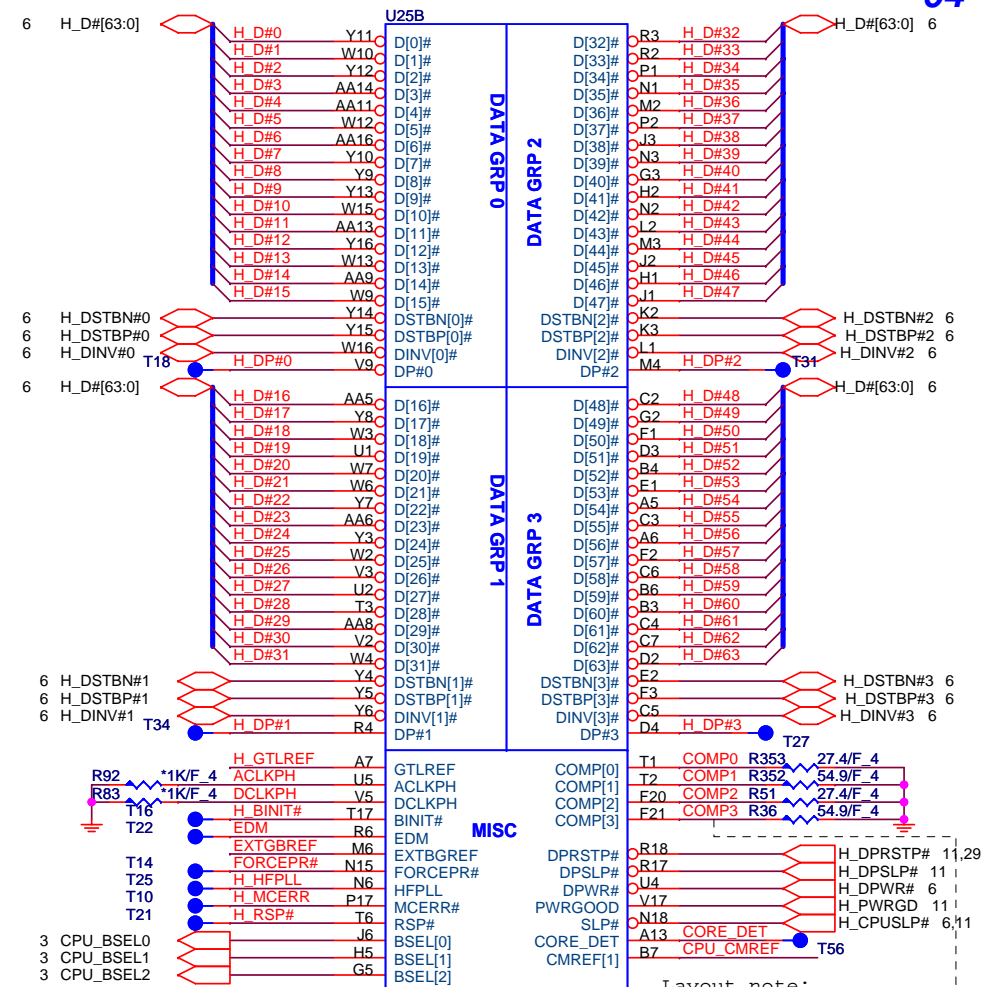 04
U25B
6 H_D#[63:0] H_D#[63:0] 6
H_D#0 Y11 D[0]# D[32]# R3 H_D#32
H_D#1 W10 D[1]# D[33]# R2 H_D#33
H_D#2 Y12 D[2]# D[34]# P1 H_D#34
H_D#3 AA14 D[3]# D[35]# N1 H_D#35
H_D#4 AA11 D[4]# D[36]# M2 H_D#36
H_D#5 W12 D[5]# D[37]# P2 H_D#37
H_D#6 AA16 D[6]# D[38]# J3 H_D#38
H_D#7 Y10 D[7]# D[39]# N3 H_D#39
H_D#8 Y9 D[8]# D[40]# G3 H_D#40
H_D#9 Y13 D[9]# D[41]# H2 H_D#41
H_D#10 W15 D[10]# D[42]# N2 H_D#42
H_D#11 AA13 D[11]# D[43]# L2 H_D#43
H_D#12 Y16 D[12]# D[44]# M3 H_D#44
H_D#13 W13 D[13]# D[45]# J2 H_D#45
H_D#14 AA9 D[14]# D[46]# H1 H_D#46
H_D#15 W9 D[15]# D[47]# J1 H_D#47
6 H_DSTBN#0 Y14 DSTBN[0]# DSTBN[2]# K2 H_DSTBN#2 6
6 H_DSTBP#0 Y15 DSTBP[0]# DSTBP[2]# K3 H_DSTBP#2 6
6 H_DINV#0 W16 DINV[0]# DINV[2]# L1 H_DINV#2 6
T18 H_DP#0 V9 DP#0 DP#2 M4 H_DP#2 T31
DATA GRP 0
DATA GRP 2
6 H_D#[63:0] H_D#[63:0] 6
H_D#16 AA5 D[16]# D[48]# C2 H_D#48
H_D#17 Y8 D[17]# D[49]# G2 H_D#49
H_D#18 W3 D[18]# D[50]# F1 H_D#50
H_D#19 U1 D[19]# D[51]# D3 H_D#51
H_D#20 W7 D[20]# D[52]# B4 H_D#52
H_D#21 W6 D[21]# D[53]# E1 H_D#53
H_D#22 Y7 D[22]# D[54]# A5 H_D#54
H_D#23 AA6 D[23]# D[55]# C3 H_D#55
H_D#24 Y3 D[24]# D[56]# A6 H_D#56
H_D#25 W2 D[25]# D[57]# F2 H_D#57
H_D#26 V3 D[26]# D[58]# C6 H_D#58
H_D#27 U2 D[27]# D[59]# B6 H_D#59
H_D#28 T3 D[28]# D[60]# B3 H_D#60
H_D#29 AA8 D[29]# D[61]# C4 H_D#61
H_D#30 V2 D[30]# D[62]# C7 H_D#62
H_D#31 W4 D[31]# D[63]# D2 H_D#63
6 H_DSTBN#1 Y4 DSTBN[1]# DSTBN[3]# E2 H_DSTBN#3 6
6 H_DSTBP#1 Y5 DSTBP[1]# DSTBP[3]# F3 H_DSTBP#3 6
6 H_DINV#1 Y6 DINV[1]# DINV[3]# C5 H_DINV#3 6
T34 H_DP#1 R4 DP#1 DP#3 D4 H_DP#3 T27
DATA GRP 1
DATA GRP 3
H_GTLREF A7 GTLREF COMP[0] T1 COMP0 R353 27.4/F_4
R92 *1K/F_4 ACLKPH U5 ACLKPH COMP[1] T2 COMP1 R352 54.9/F_4
R83 *1K/F_4 DCLKPH V5 DCLKPH COMP[2] F20 COMP2 R51 27.4/F_4
T16 H_BINIT# T17 BINIT# COMP[3] F21 COMP3 R36 54.9/F_4
T22 EDM R6 EDM
MISC
EXTGBREF M6 EXTBGREF DPRSTP# R18 H_DPRSTP# 11,29
T14 FORCEPR# N15 FORCEPR# DPSLP# R17 H_DPSLP# 11
T25 H_HFPLL N6 HFPLL DPWR# U4 H_DPWR# 6
T10 H_MCERR P17 MCERR# PWRGOOD V17 H_PWRGD 11
T21 H_RSP# T6 RSP# SLP# N18 H_CPUSLP# 6,11
3 CPU_BSEL0 J6 BSEL[0] CORE_DET A13 CORE_DET T56
3 CPU_BSEL1 H5 BSEL[1] CMREF[1] B7 CPU_CMREF
3 CPU_BSEL2 G5 BSEL[2]
Layout note: